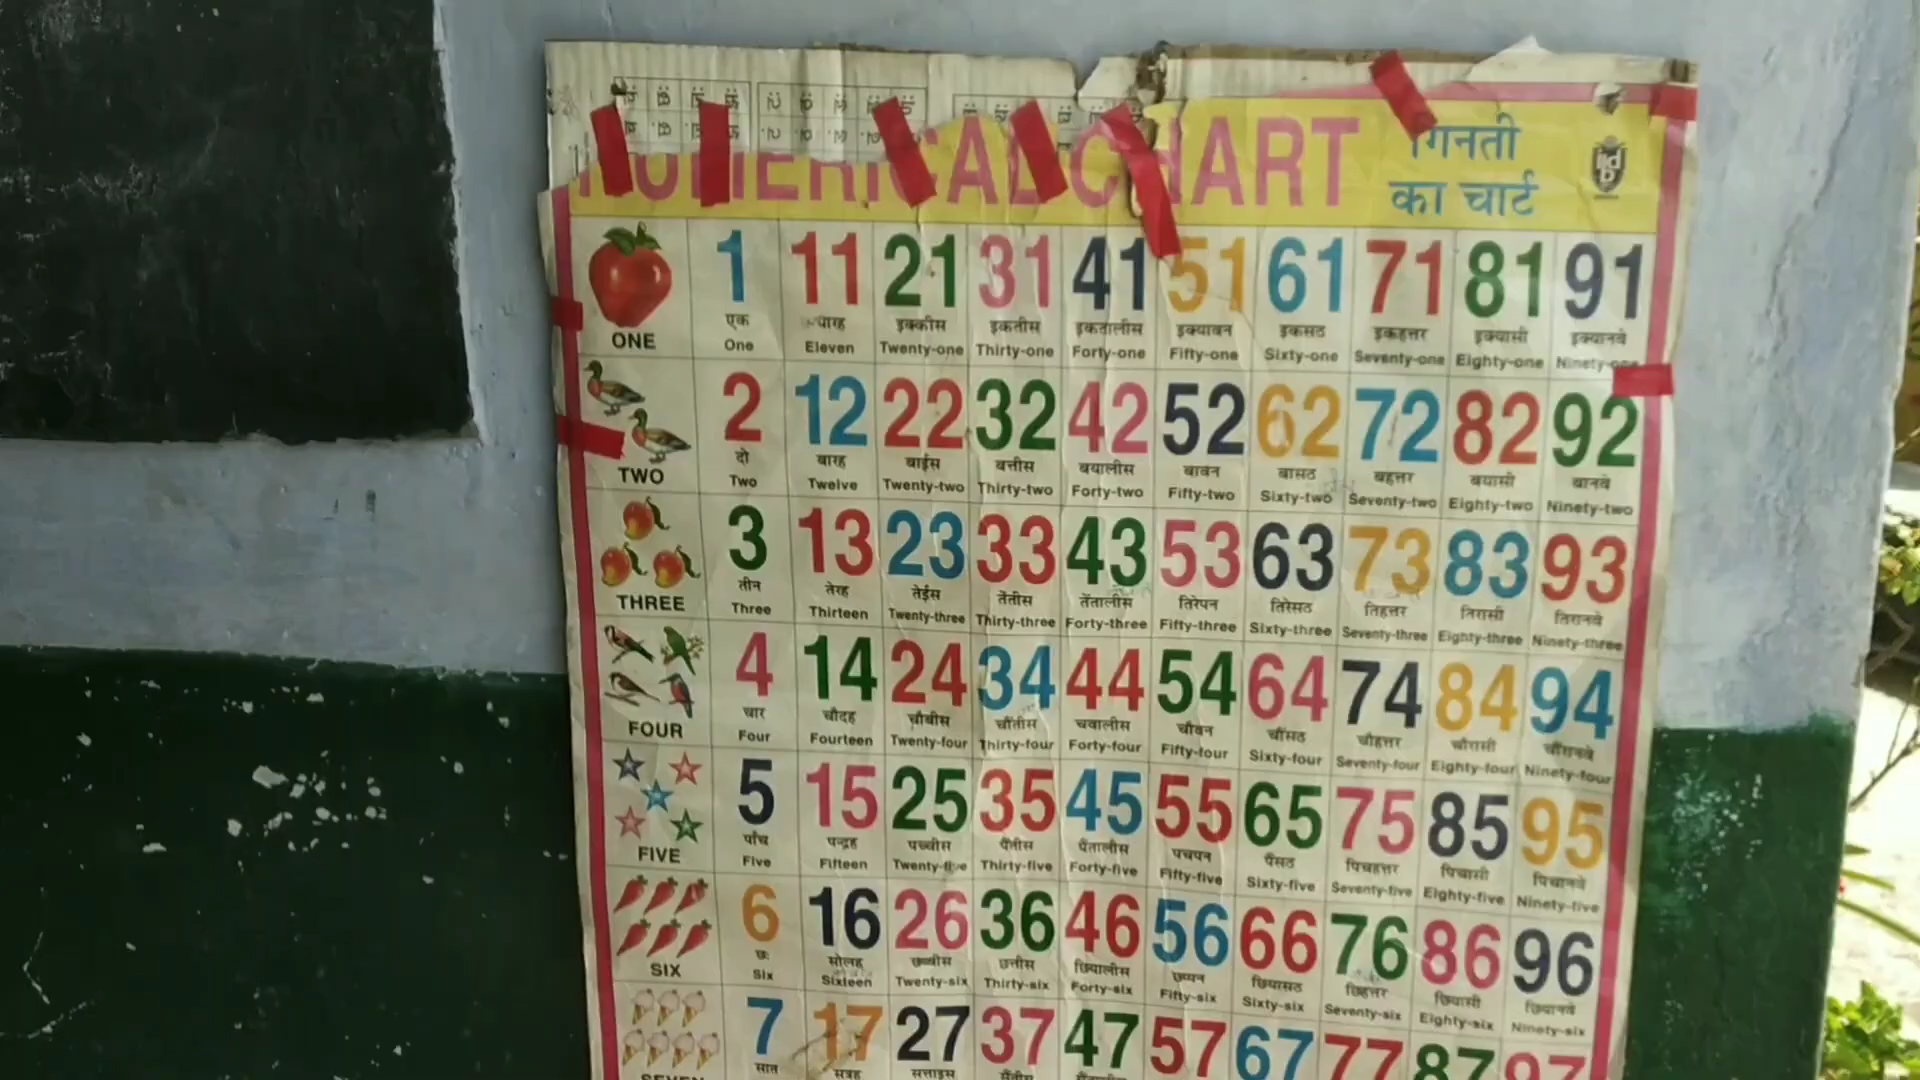 NUMERICAL CHART
गिनती
का चार्ट
1 11 21 31 41 51 61 71 81 91
एक इक्कीस इकतीस इकतालीस इक्यावन इकसठ इकहत्तर इक्यासी इक्यानवे
ONE One Eleven Twenty-one Thirty-one Forty-one Fifty-one Sixty-one Seventy-one Eighty-one Ninety-one
2 12 22 32 42 52 62 72 82 92
दो बारह बाईस बत्तीस बयालीस बावन बासठ बहत्तर बयासी बानवे
TWO Two Twelve Twenty-two Thirty-two Forty-two Fifty-two Sixty-two Seventy-two Eighty-two Ninety-two
3 13 23 33 43 53 63 73 83 93
तीन तेरह तेईस तेंतीस तेंतालीस तिरेपन तिरेसठ तिहत्तर तिरासी तिरानवे
THREE Three Thirteen Twenty-three Thirty-three Forty-three Fifty-three Sixty-three Seventy-three Eighty-three Ninety-three
4 14 24 34 44 54 64 74 84 94
चार चौदह चौबीस चौंतीस चवालीस चौवन चौंसठ चौहत्तर चौरासी चौरानवे
FOUR Four Fourteen Twenty-four Thirty-four Forty-four Fifty-four Sixty-four Seventy-four Eighty-four Ninety-four
5 15 25 35 45 55 65 75 85 95
पाँच पन्द्रह पच्चीस पैंतीस पैंतालीस पचपन पैंसठ पिचहत्तर पिचासी पिचानवे
FIVE Five Fifteen Twenty-five Thirty-five Forty-five Fifty-five Sixty-five Seventy-five Eighty-five Ninety-five
6 16 26 36 46 56 66 76 86 96
छः सोलह छब्बीस छत्तीस छियालीस छप्पन छियासठ छिहत्तर छियासी छियानवे
SIX Six Sixteen Twenty-six Thirty-six Forty-six Fifty-six Sixty-six Seventy-six Eighty-six Ninety-six
7 17 27 37 47 57 67 77 87 97
सात सत्रह सत्ताइस
SEVEN